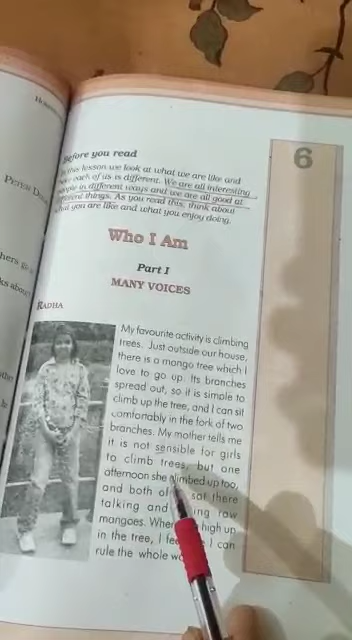 Before you read
In this lesson we look at what we are like and
each of us is different. We are all interesting
people in different ways and we are all good at
different things. As you read this, think about
what you are like and what you enjoy doing.
6
Who I Am
Part I
MANY VOICES
RADHA
My favourite activity is climbing
trees. Just outside our house,
there is a mango tree which I
love to go up. Its branches
spread out, so it is simple to
climb up the tree, and I can sit
comfortably in the fork of two
branches. My mother tells me
it is not sensible for girls
to climb trees, but one
afternoon she climbed up too,
and both of sat there
talking and raw
mangoes. high up
in the tree, I I can
rule the whole
PETER